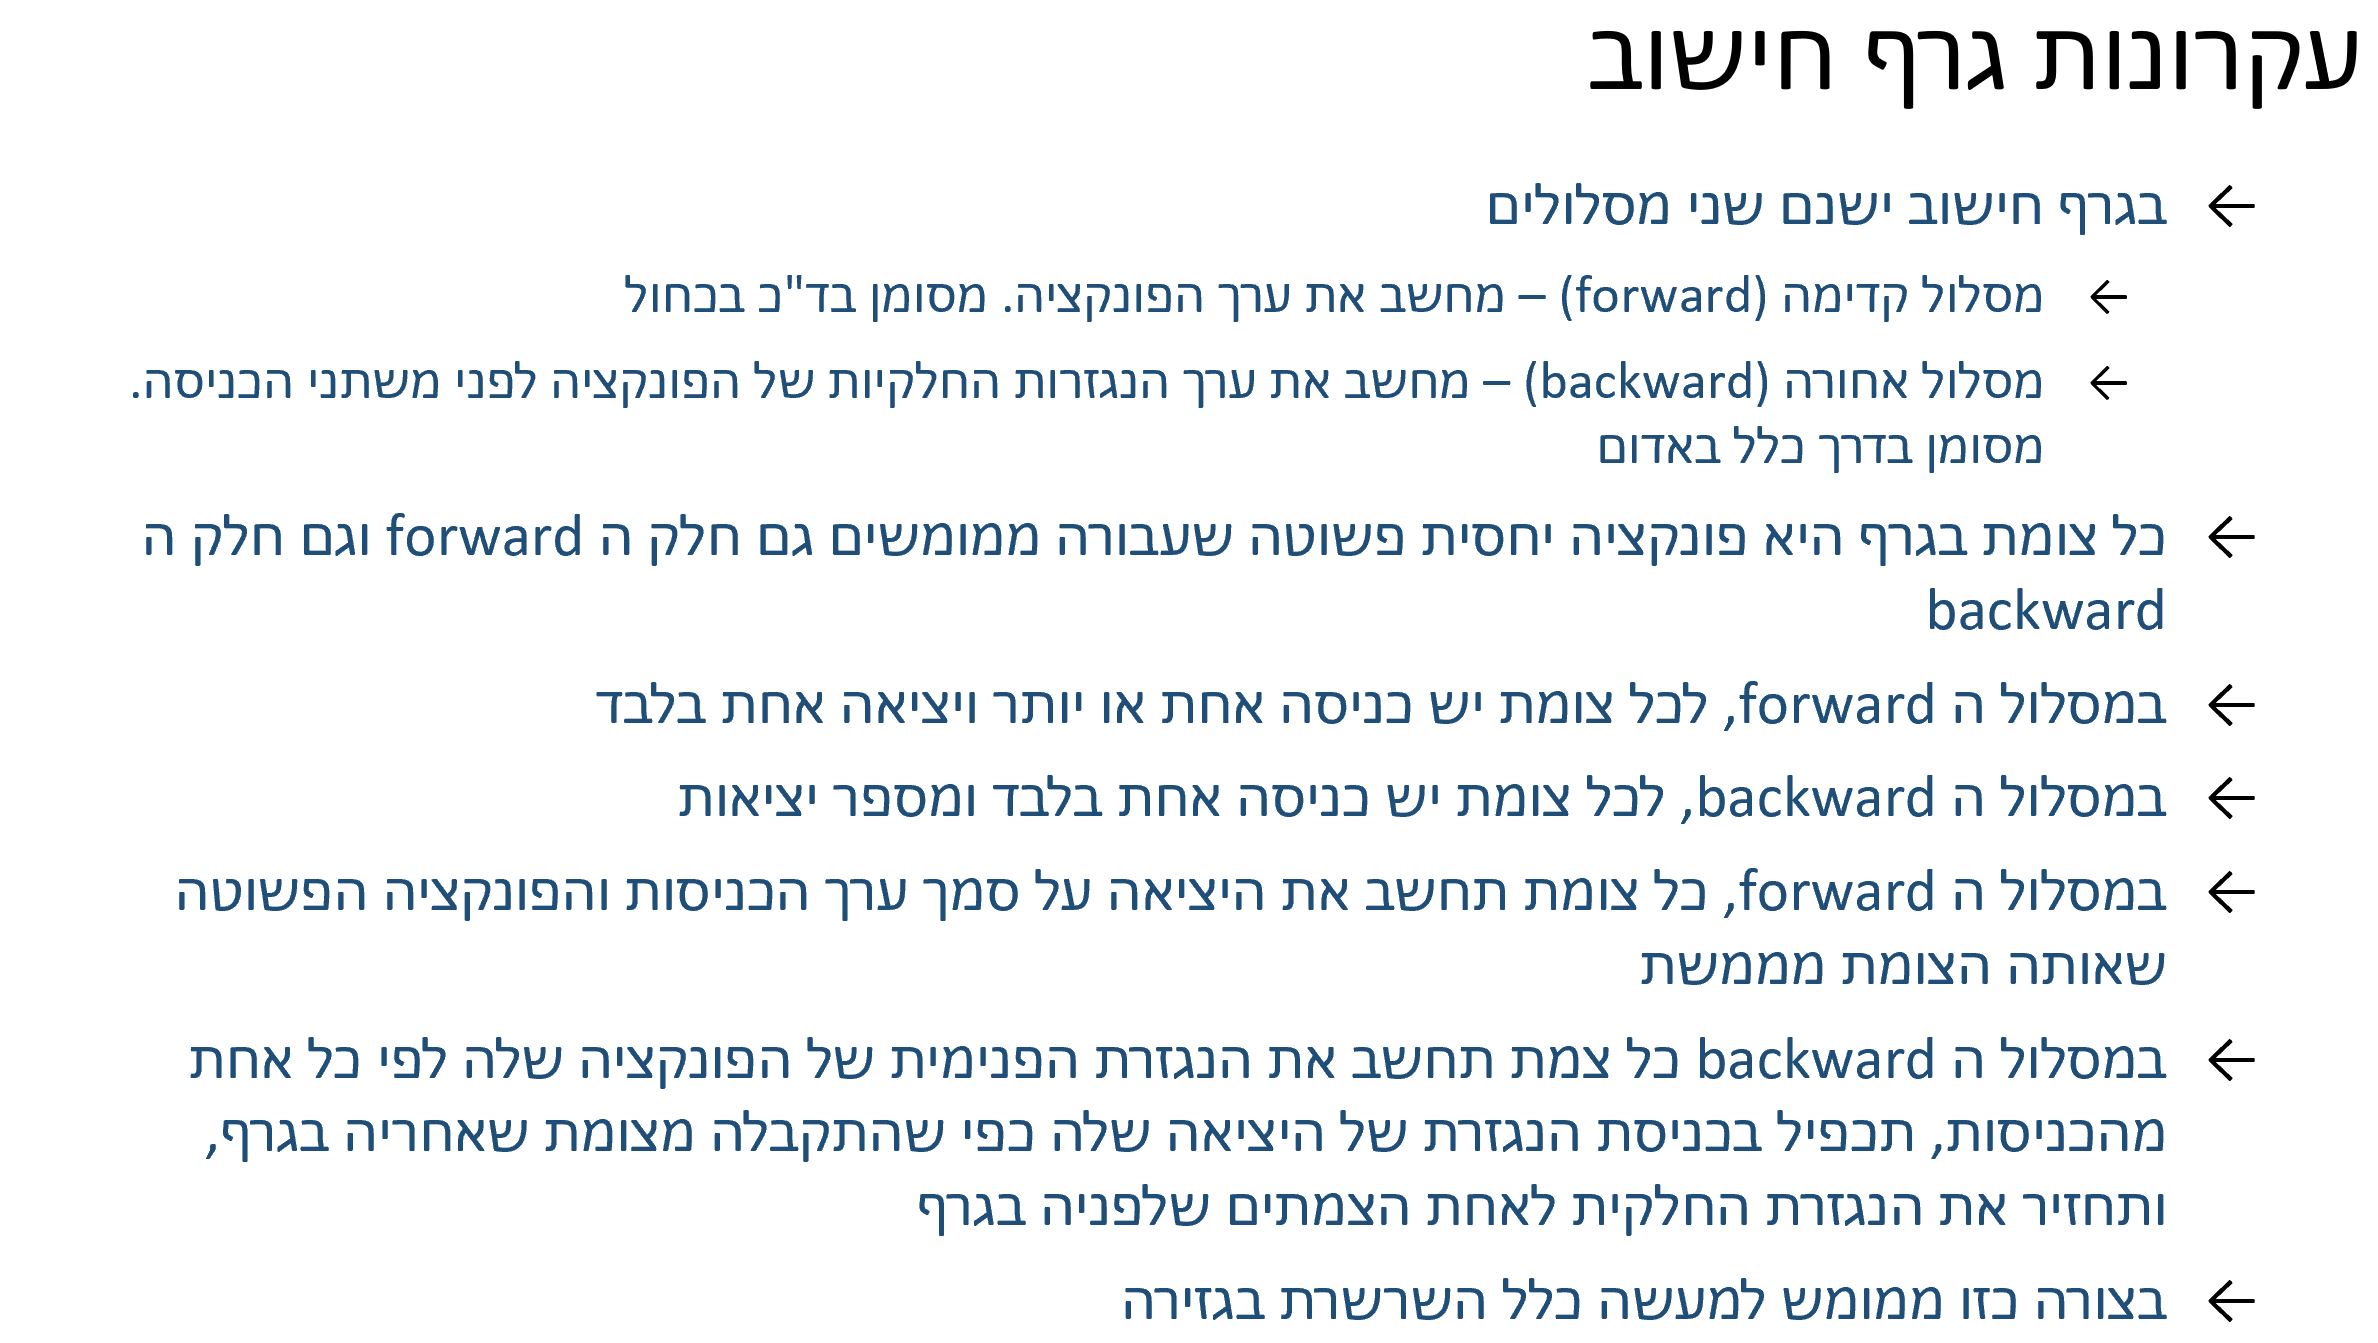 עקרונות גרף חישוב
← בגרף חישוב ישנם שני מסלולים
← מסלול קדימה (forward) – מחשב את ערך הפונקציה. מסומן בד"כ בכחול
← מסלול אחורה (backward) – מחשב את ערך הנגזרות החלקיות של הפונקציה לפני משתני הכניסה.
מסומן בדרך כלל באדום
← כל צומת בגרף היא פונקציה יחסית פשוטה שעבורה ממומשים גם חלק ה forward וגם חלק ה
backward
← במסלול ה forward, לכל צומת יש כניסה אחת או יותר ויציאה אחת בלבד
← במסלול ה backward, לכל צומת יש כניסה אחת בלבד ומספר יציאות
← במסלול ה forward, כל צומת תחשב את היציאה על סמך ערך הכניסות והפונקציה הפשוטה
שאותה הצומת מממשת
← במסלול ה backward כל צמת תחשב את הנגזרת הפנימית של הפונקציה שלה לפי כל אחת
מהכניסות, תכפיל בכניסת הנגזרת של היציאה שלה כפי שהתקבלה מצומת שאחריה בגרף,
ותחזיר את הנגזרת החלקית לאחת הצמתים שלפניה בגרף
← בצורה כזו ממומש למעשה כלל השרשרת בגזירה